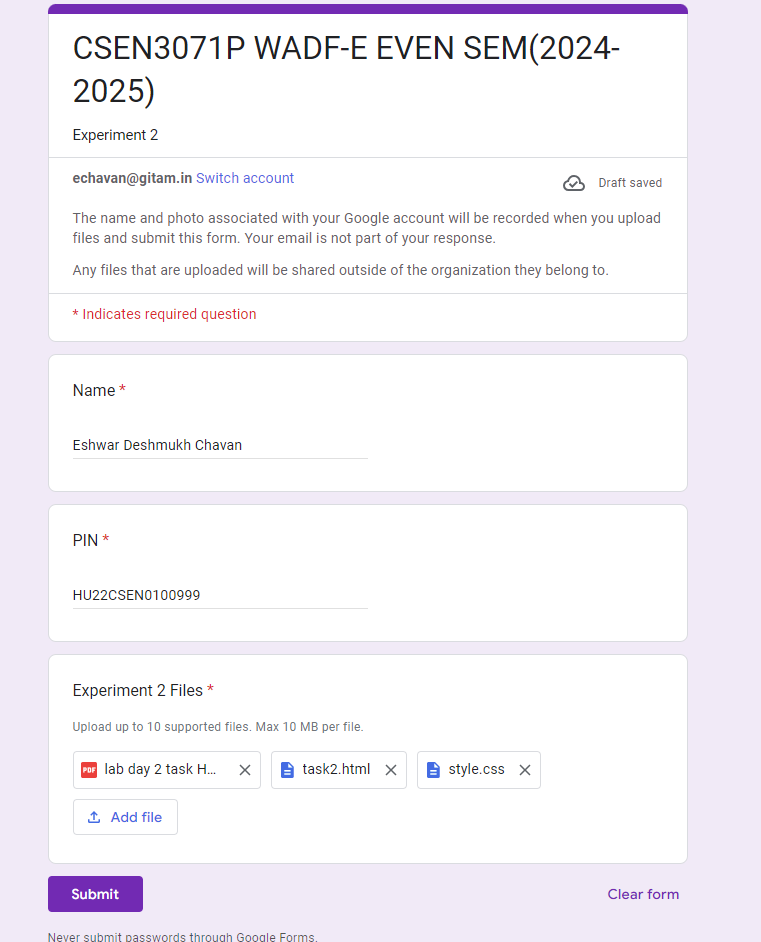 CSEN3071P WADF-E EVEN SEM(2024-
2025)
Experiment 2
echavan@gitam.in Switch account
Draft saved
The name and photo associated with your Google account will be recorded when you upload
files and submit this form. Your email is not part of your response.
Any files that are uploaded will be shared outside of the organization they belong to.
* Indicates required question
Name *
Eshwar Deshmukh Chavan
PIN *
HU22CSEN0100999
Experiment 2 Files *
Upload up to 10 supported files. Max 10 MB per file.
PDF lab day 2 task H... task2.html style.css
Add file
Submit Clear form
Never submit passwords through Google Forms.